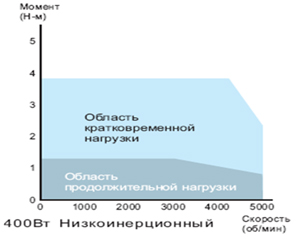 Момент
(Н-м)
5
4
3
2
1
0
Область
кратковременной
нагрузки
Область
продолжительной нагрузки
0 1000 2000 3000 4000 5000
400Вт Низкоинерционный
Скорость
(об/мин)